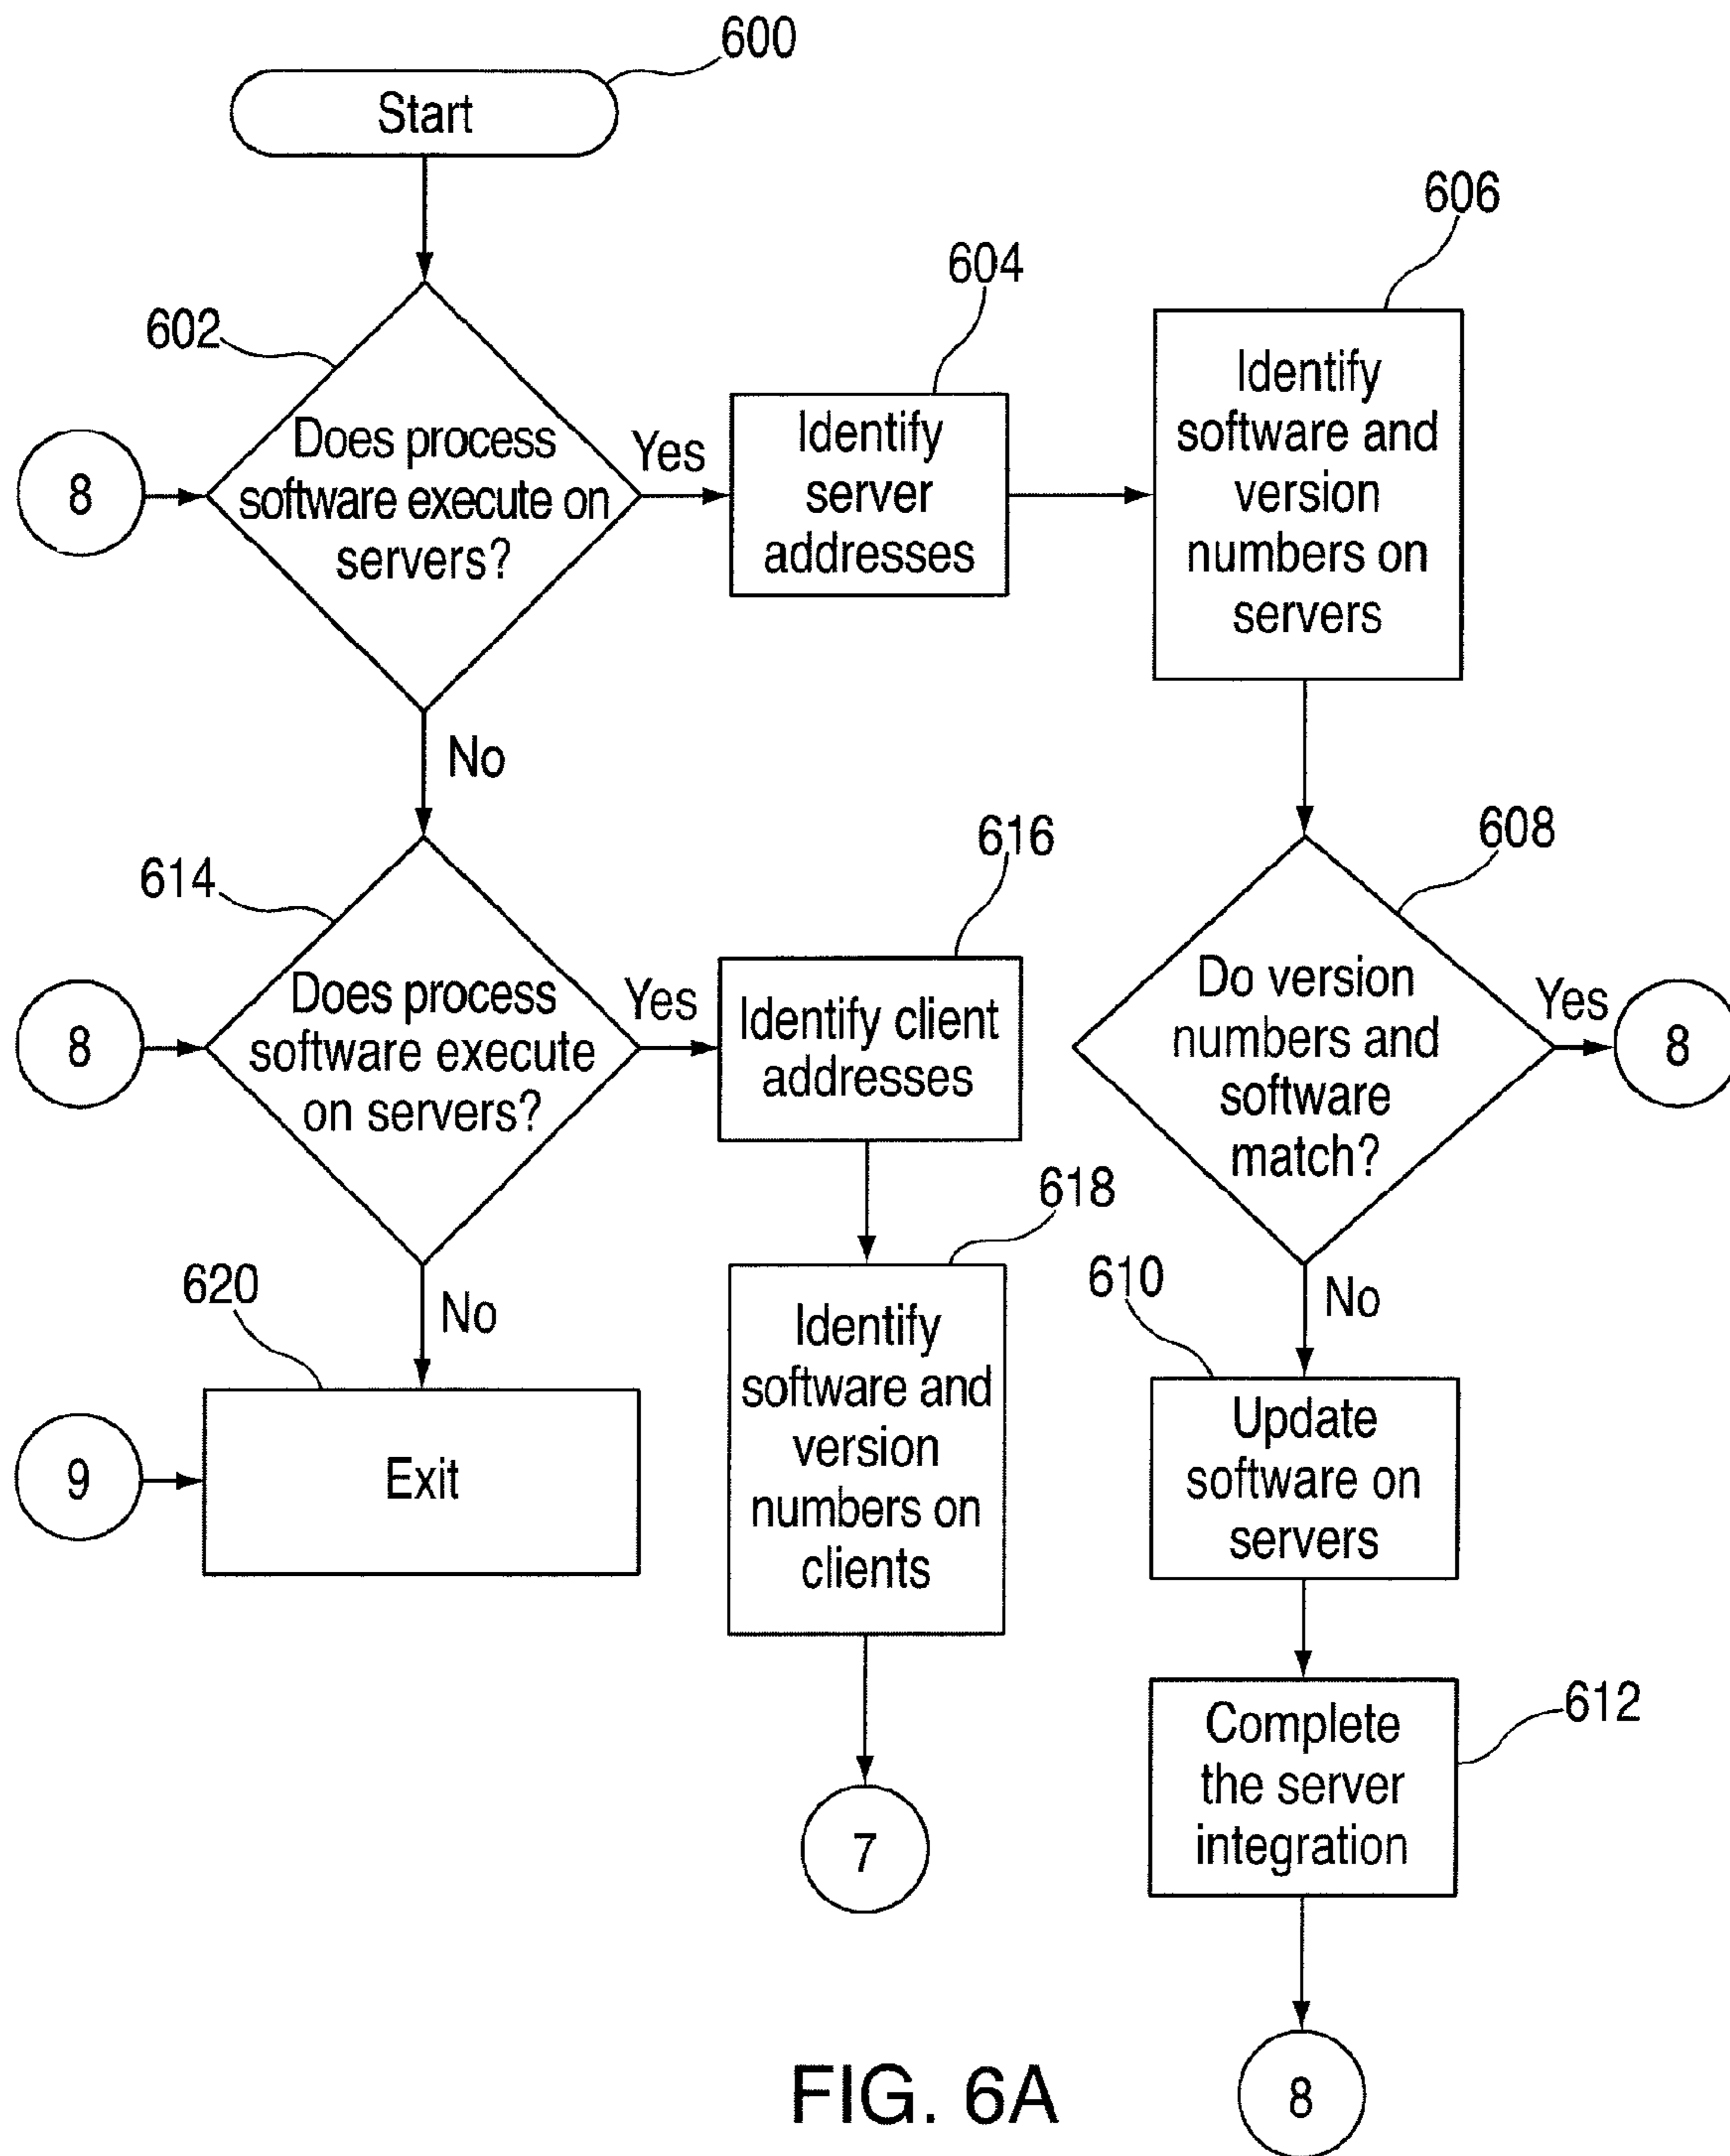 600
Start
602
8
Does process
software execute on
servers?
Yes
604
Identify
server
addresses
606
Identify
software and
version
numbers on
servers
No
614
8
Does process
software execute
on servers?
Yes
616
Identify client
addresses
608
Do version
numbers and
software
match?
Yes
8
No
620
9
Exit
618
Identify
software and
version
numbers on
clients
7
No
610
Update
software on
servers
612
Complete
the server
integration
8
FIG. 6A